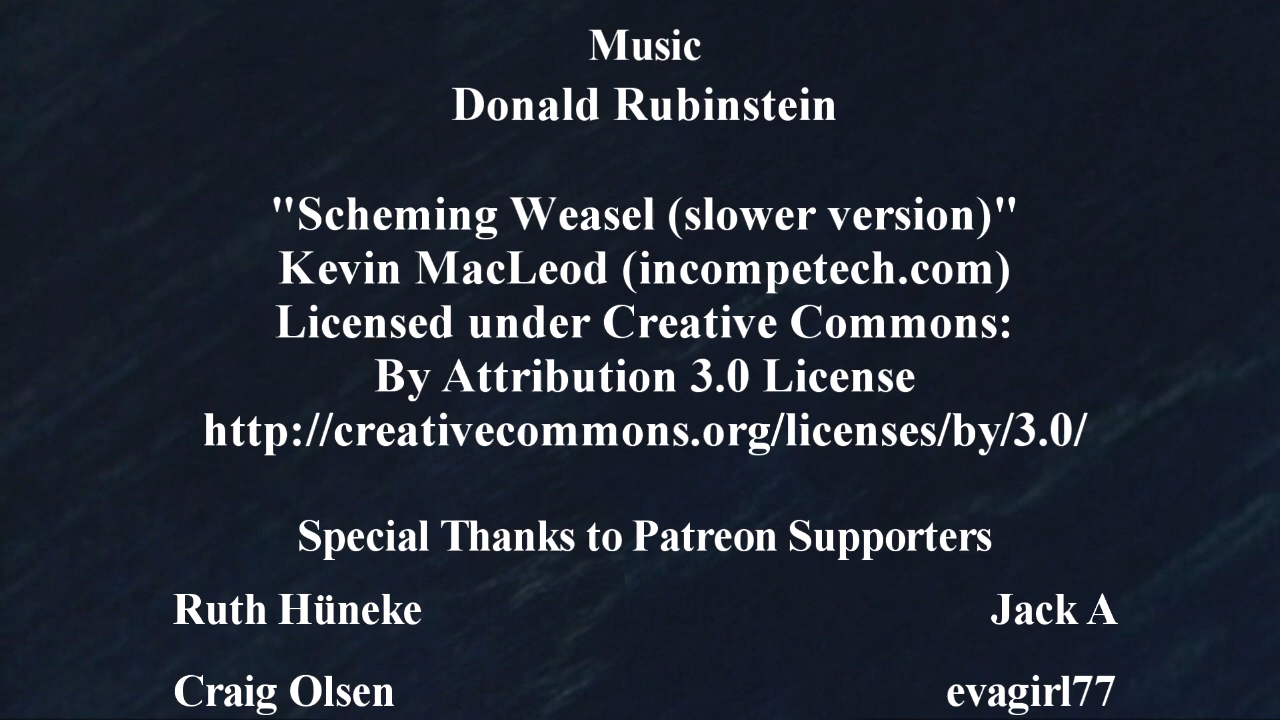 Music
Donald Rubinstein
"Scheming Weasel (slower version)"
Kevin MacLeod (incompetech.com)
Licensed under Creative Commons:
By Attribution 3.0 License
http://creativecommons.org/licenses/by/3.0/
Special Thanks to Patreon Supporters
Ruth Hüneke Jack A
Craig Olsen evagirl77